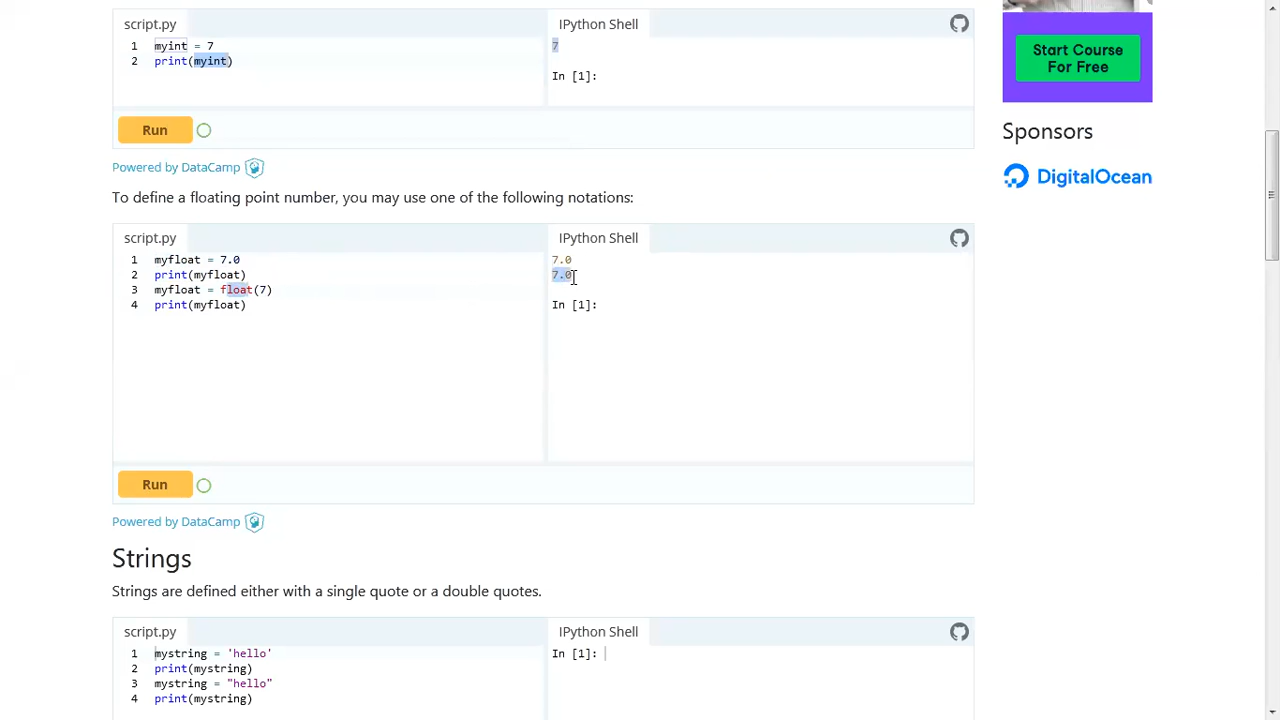 script.py
IPython Shell
1 myint = 7
2 print(myint)
7
In [1]:
Run
Powered by DataCamp
To define a floating point number, you may use one of the following notations:
script.py
IPython Shell
1 myfloat = 7.0
2 print(myfloat)
3 myfloat = float(7)
4 print(myfloat)
7.0
7.0
In [1]:
Run
Powered by DataCamp
Strings
Strings are defined either with a single quote or a double quotes.
script.py
IPython Shell
1 mystring = 'hello'
2 print(mystring)
3 mystring = "hello"
4 print(mystring)
In [1]:
Start Course
For Free
Sponsors
DigitalOcean